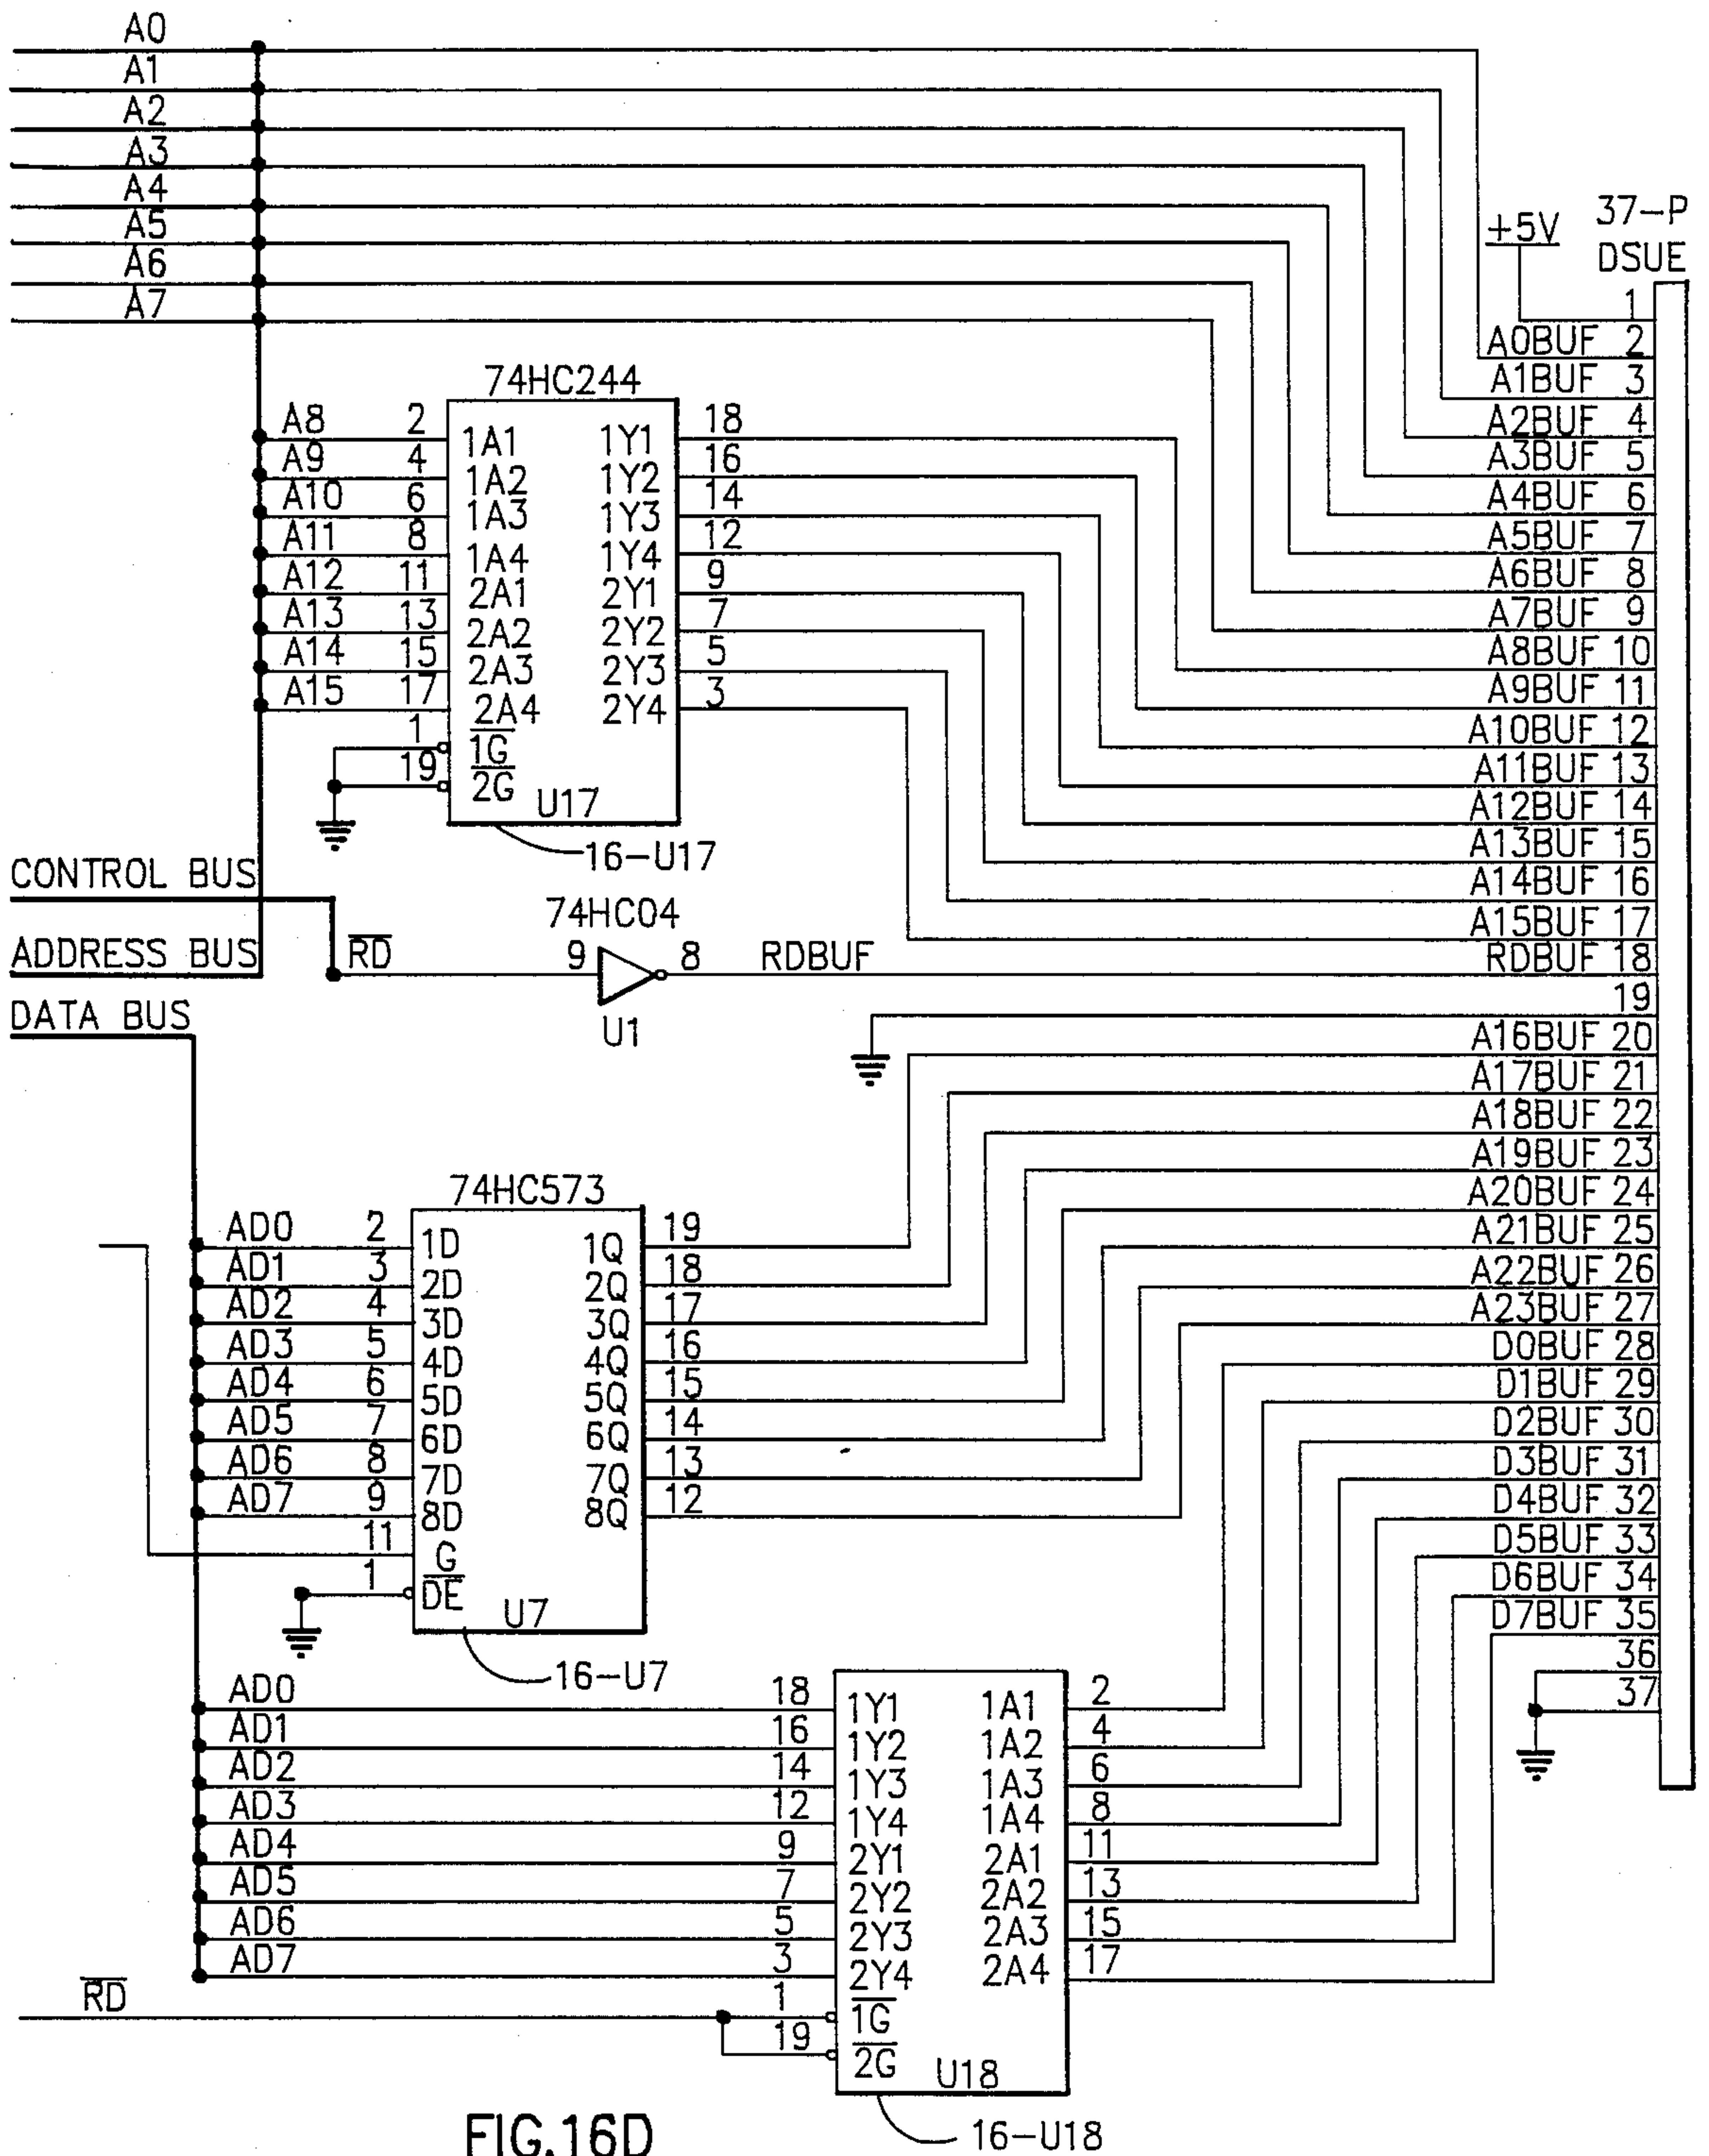 A0
A1
A2
A3
A4
A5
A6
A7
+5V
37-P
DSUE
1
A0BUF 2
A1BUF 3
A2BUF 4
A3BUF 5
A4BUF 6
A5BUF 7
A6BUF 8
A7BUF 9
A8BUF 10
A9BUF 11
A10BUF 12
A11BUF 13
A12BUF 14
A13BUF 15
A14BUF 16
A15BUF 17
RDBUF 18
19
A16BUF 20
A17BUF 21
A18BUF 22
A19BUF 23
A20BUF 24
A21BUF 25
A22BUF 26
A23BUF 27
D0BUF 28
D1BUF 29
D2BUF 30
D3BUF 31
D4BUF 32
D5BUF 33
D6BUF 34
D7BUF 35
36
37
74HC244
A8 2 1A1 1Y1 18
A9 4 1A2 1Y2 16
A10 6 1A3 1Y3 14
A11 8 1A4 1Y4 12
A12 11 2A1 2Y1 9
A13 13 2A2 2Y2 7
A14 15 2A3 2Y3 5
A15 17 2A4 2Y4 3
1 1G
19 2G
U17
16-U17
CONTROL BUS
74HC04
ADDRESS BUS
RD 9 8 RDBUF
U1
DATA BUS
74HC573
AD0 2 1D 1Q 19
AD1 3 2D 2Q 18
AD2 4 3D 3Q 17
AD3 5 4D 4Q 16
AD4 6 5D 5Q 15
AD5 7 6D 6Q 14
AD6 8 7D 7Q 13
AD7 9 8D 8Q 12
11 G
1 DE
U7
16-U7
AD0 18 1Y1 1A1 2
AD1 16 1Y2 1A2 4
AD2 14 1Y3 1A3 6
AD3 12 1Y4 1A4 8
AD4 9 2Y1 2A1 11
AD5 7 2Y2 2A2 13
AD6 5 2Y3 2A3 15
AD7 3 2Y4 2A4 17
RD 1 1G
19 2G
U18
16-U18
FIG.16D